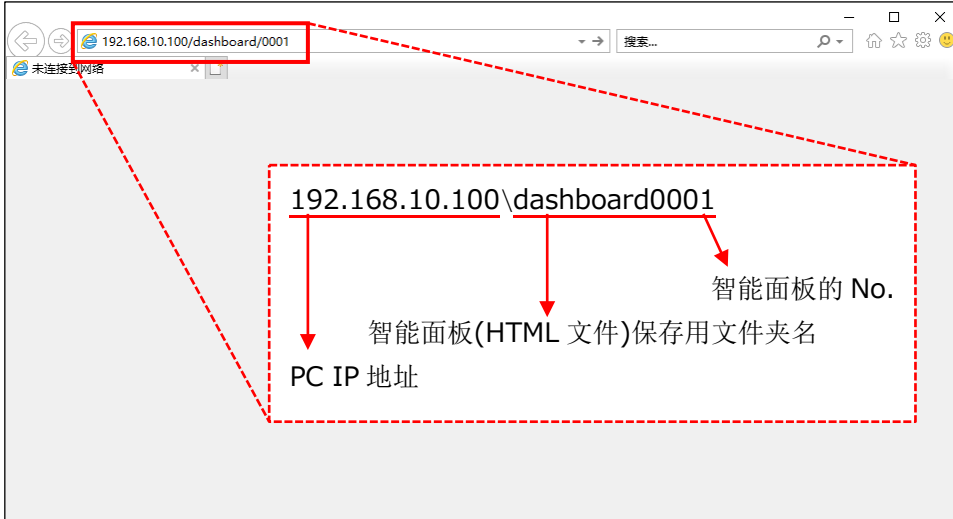 192.168.10.100/dashboard/0001
搜索...
未连接到网络
192.168.10.100\dashboard0001
智能面板的 No.
智能面板(HTML 文件)保存用文件夹名
PC IP 地址